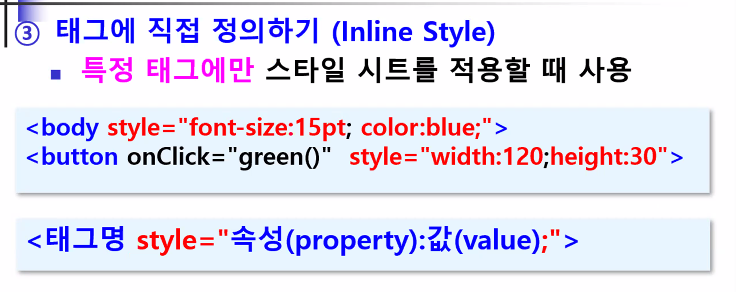 ③ 태그에 직접 정의하기 (Inline Style)
▪ 특정 태그에만 스타일 시트를 적용할 때 사용
<body style="font-size:15pt; color:blue;">
<button onClick="green()" style="width:120;height:30">
<태그명 style="속성(property):값(value);">